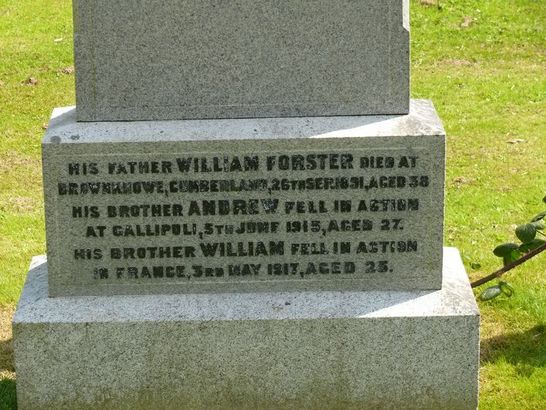 HIS FATHER WILLIAM FORSTER DIED AT
BROWNKNOWE, CUMBERLAND, 26TH SEP. 1891, AGED 38
HIS BROTHER ANDREW FELL IN ACTION
AT GALLIPOLI, 5TH JUNE 1915, AGED 27.
HIS BROTHER WILLIAM FELL IN ACTION
IN FRANCE, 3RD MAY 1917, AGED 25.